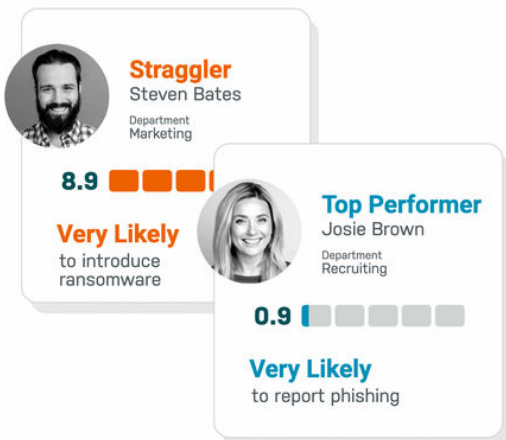 Straggler
Steven Bates
Department
Marketing
8.9
Very Likely
to introduce
ransomware
Top Performer
Josie Brown
Department
Recruiting
0.9
Very Likely
to report phishing